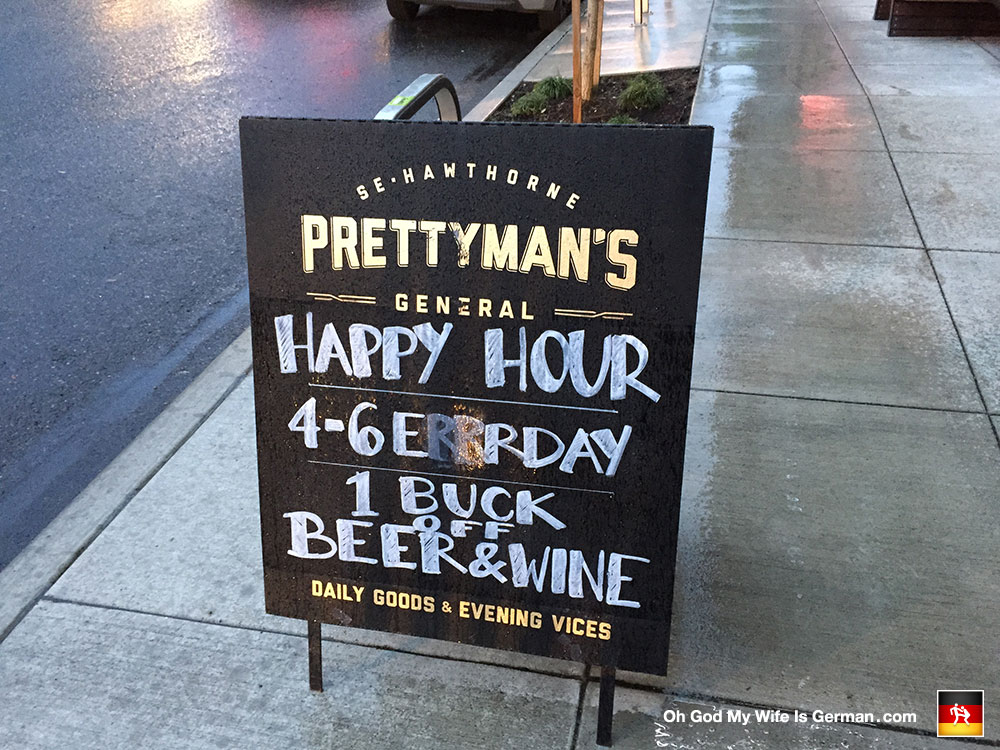 SE·HAWTHORNE
PRETTYMAN'S
GENERAL
HAPPY HOUR
4-6 ERRRRDAY
1 BUCK
OFF
BEER & WINE
DAILY GOODS & EVENING VICES
Oh God My Wife Is German.com